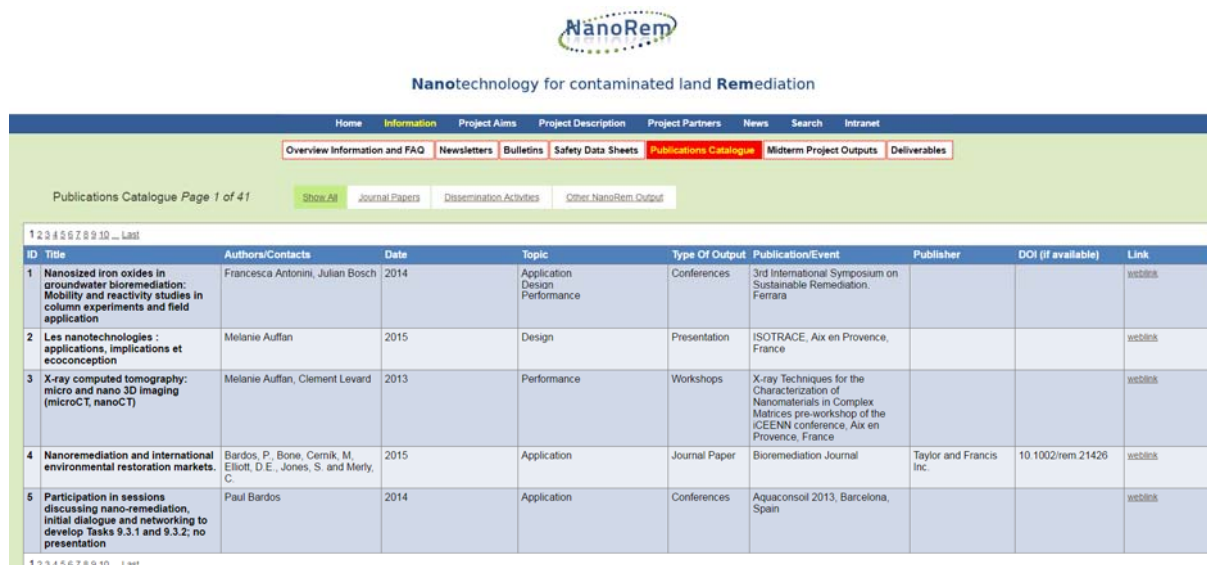 NanoRem
Nanotechnology for contaminated land Remediation
Home Information Project Aims Project Description Project Partners News Search Intranet
Overview Information and FAQ Newsletters Bulletins Safety Data Sheets Publications Catalogue Midterm Project Outputs Deliverables
Publications Catalogue Page 1 of 41 Show All Journal Papers Dissemination Activities Other NanoRem Output
1 2 3 4 5 6 7 8 9 10 ... Last
ID Title Authors/Contacts Date Topic Type Of Output Publication/Event Publisher DOI (if available) Link
1 Nanosized iron oxides in Francesca Antonini, Julian Bosch 2014 Application Conferences 3rd International Symposium on weblink
groundwater bioremediation: Design Sustainable Remediation.
Mobility and reactivity studies in Performance Ferrara
column experiments and field
application
2 Les nanotechnologies : Melanie Auffan 2015 Design Presentation ISOTRACE, Aix en Provence, weblink
applications, implications et France
ecoconception
3 X-ray computed tomography: Melanie Auffan, Clement Levard 2013 Performance Workshops X-ray Techniques for the weblink
micro and nano 3D imaging Characterization of
(microCT, nanoCT) Nanomaterials in Complex
Matrices pre-workshop of the
iCEENN conference, Aix en
Provence, France
4 Nanoremediation and international Bardos, P., Bone, Cerník, M, 2015 Application Journal Paper Bioremediation Journal Taylor and Francis 10.1002/rem.21426 weblink
environmental restoration markets. Elliott, D.E., Jones, S. and Merly, Inc.
C.
5 Participation in sessions Paul Bardos 2014 Application Conferences Aquaconsoil 2013, Barcelona, weblink
discussing nano-remediation, Spain
initial dialogue and networking to
develop Tasks 9.3.1 and 9.3.2; no
presentation
1 2 3 4 5 6 7 8 9 10 ... Last